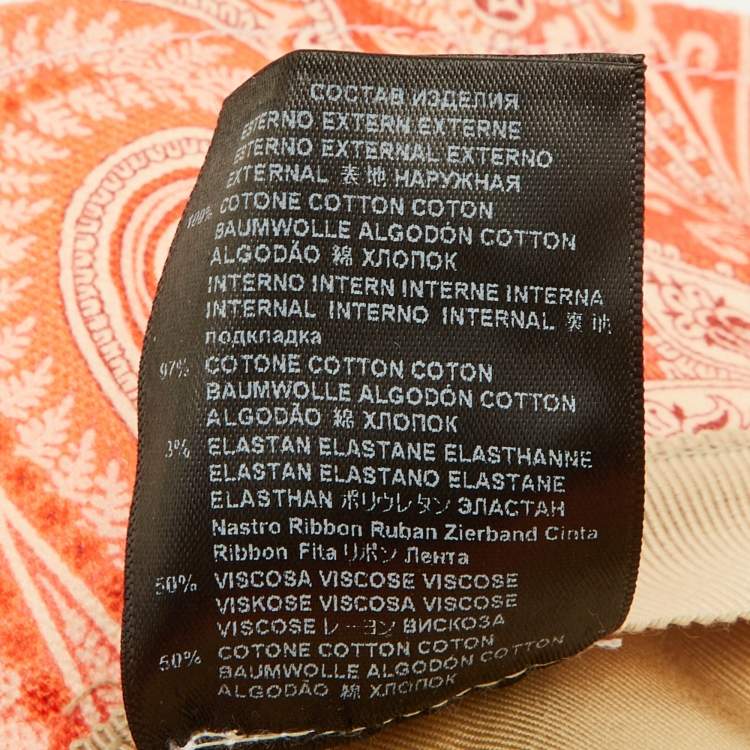 СОСТАВ ИЗДЕЛИЯ
ESTERNO EXTERN EXTERNE
ESTERNO EXTERNAL EXTERNO
EXTERNAL 表地 НАРУЖНАЯ
100% COTONE COTTON COTON
BAUMWOLLE ALGODÓN COTTON
ALGODÃO 綿 ХЛОПОК
INTERNO INTERN INTERNE INTERNA
INTERNAL INTERNO INTERNAL 裏地
подкладка
97% COTONE COTTON COTON
BAUMWOLLE ALGODÓN COTTON
ALGODÃO 綿 ХЛОПОК
3% ELASTAN ELASTANE ELASTHANNE
ELASTAN ELASTANO ELASTANE
ELASTHAN ポリウレタン ЭЛАСТАН
Nastro Ribbon Ruban Zierband Cinta
Ribbon Fita リボン Лента
50% VISCOSA VISCOSE VISCOSE
VISKOSE VISCOSA VISCOSE
VISCOSE レーヨン ВИСКОЗА
50% COTONE COTTON COTON
BAUMWOLLE ALGODÓN COTTON
ALGODÃO 綿 ХЛОПОК